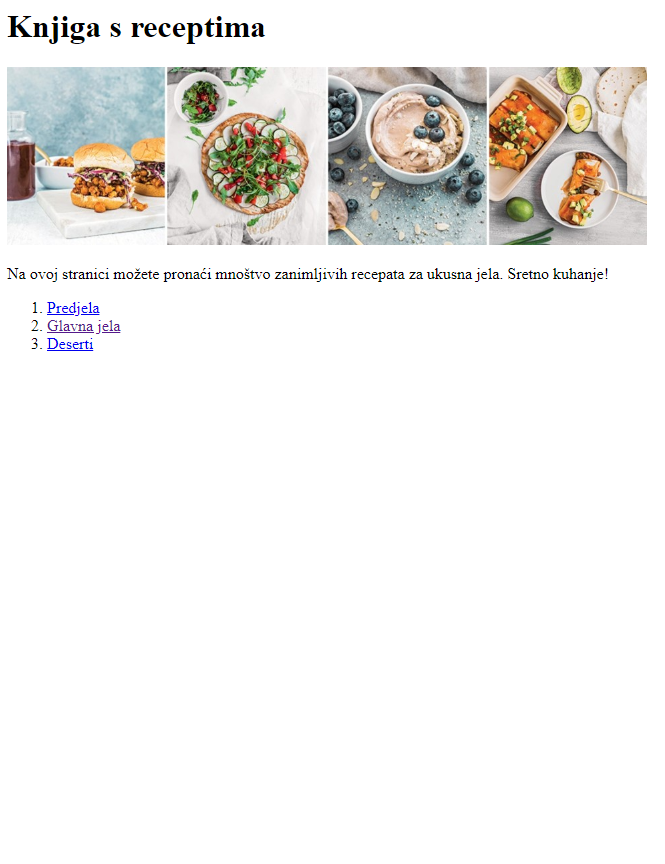 Knjiga s receptima
Na ovoj stranici možete pronaći mnoštvo zanimljivih recepata za ukusna jela. Sretno kuhanje!
1. Predjela
2. Glavna jela
3. Deserti